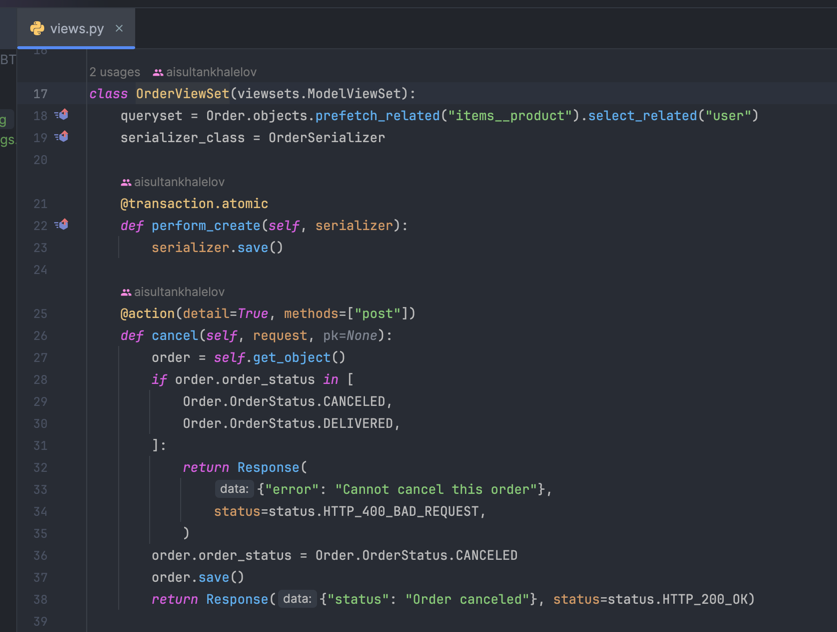 views.py ×
BT
16
2 usages aisultankhalelov
17 class OrderViewSet(viewsets.ModelViewSet):
g
18 queryset = Order.objects.prefetch_related("items__product").select_related("user")
gs.
19 serializer_class = OrderSerializer
20
aisultankhalelov
21 @transaction.atomic
22 def perform_create(self, serializer):
23 serializer.save()
24
aisultankhalelov
25 @action(detail=True, methods=["post"])
26 def cancel(self, request, pk=None):
27 order = self.get_object()
28 if order.order_status in [
29 Order.OrderStatus.CANCELED,
30 Order.OrderStatus.DELIVERED,
31 ]:
32 return Response(
33 data: {"error": "Cannot cancel this order"},
34 status=status.HTTP_400_BAD_REQUEST,
35 )
36 order.order_status = Order.OrderStatus.CANCELED
37 order.save()
38 return Response( data: {"status": "Order canceled"}, status=status.HTTP_200_OK)
39